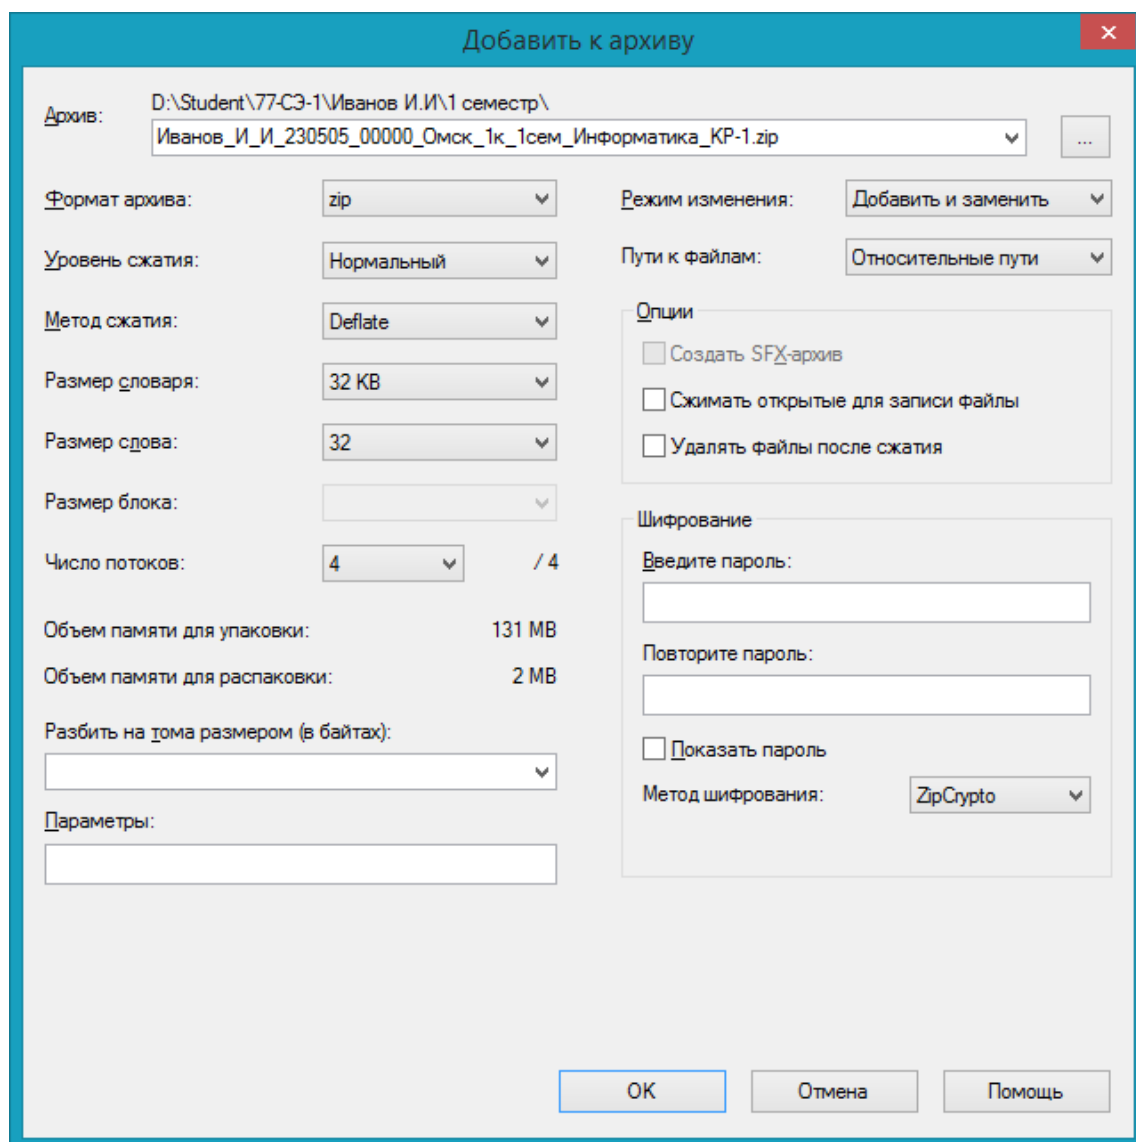 Добавить к архиву
Архив:
D:\Student\77-СЭ-1\Иванов И.И\1 семестр\
Иванов_И_И_230505_00000_Омск_1к_1сем_Информатика_КР-1.zip
...
Формат архива: zip
Уровень сжатия: Нормальный
Метод сжатия: Deflate
Размер словаря: 32 KB
Размер слова: 32
Размер блока:
Число потоков: 4 / 4
Объем памяти для упаковки: 131 MB
Объем памяти для распаковки: 2 MB
Разбить на тома размером (в байтах):
Параметры:
Режим изменения: Добавить и заменить
Пути к файлам: Относительные пути
Опции
Создать SFX-архив
Сжимать открытые для записи файлы
Удалять файлы после сжатия
Шифрование
Введите пароль:
Повторите пароль:
Показать пароль
Метод шифрования: ZipCrypto
OK
Отмена
Помощь